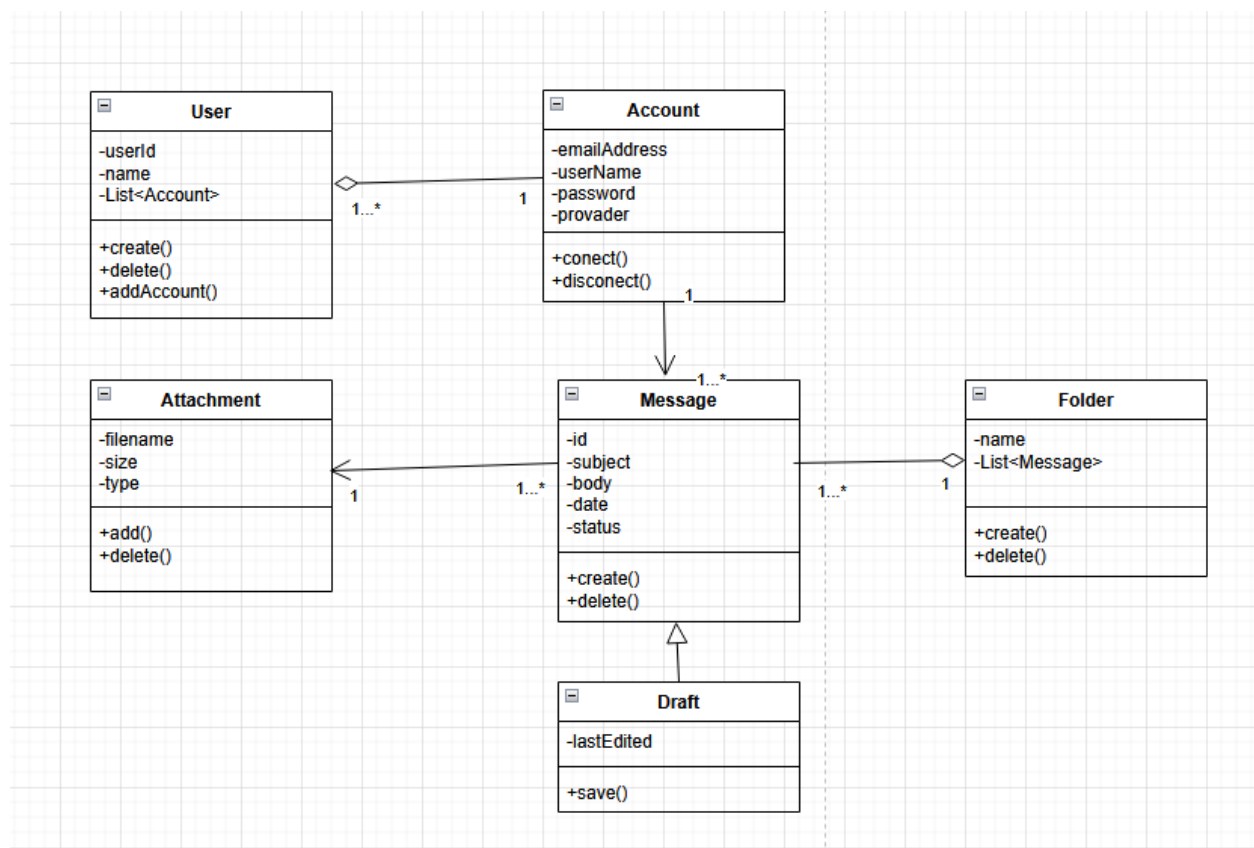 User
-userId
-name
-List<Account>
+create()
+delete()
+addAccount()
1...*
1
Account
-emailAddress
-userName
-password
-provader
+conect()
+disconect()
1
1...*
Attachment
-filename
-size
-type
+add()
+delete()
1
1...*
Message
-id
-subject
-body
-date
-status
+create()
+delete()
1...*
1
Folder
-name
-List<Message>
+create()
+delete()
Draft
-lastEdited
+save()